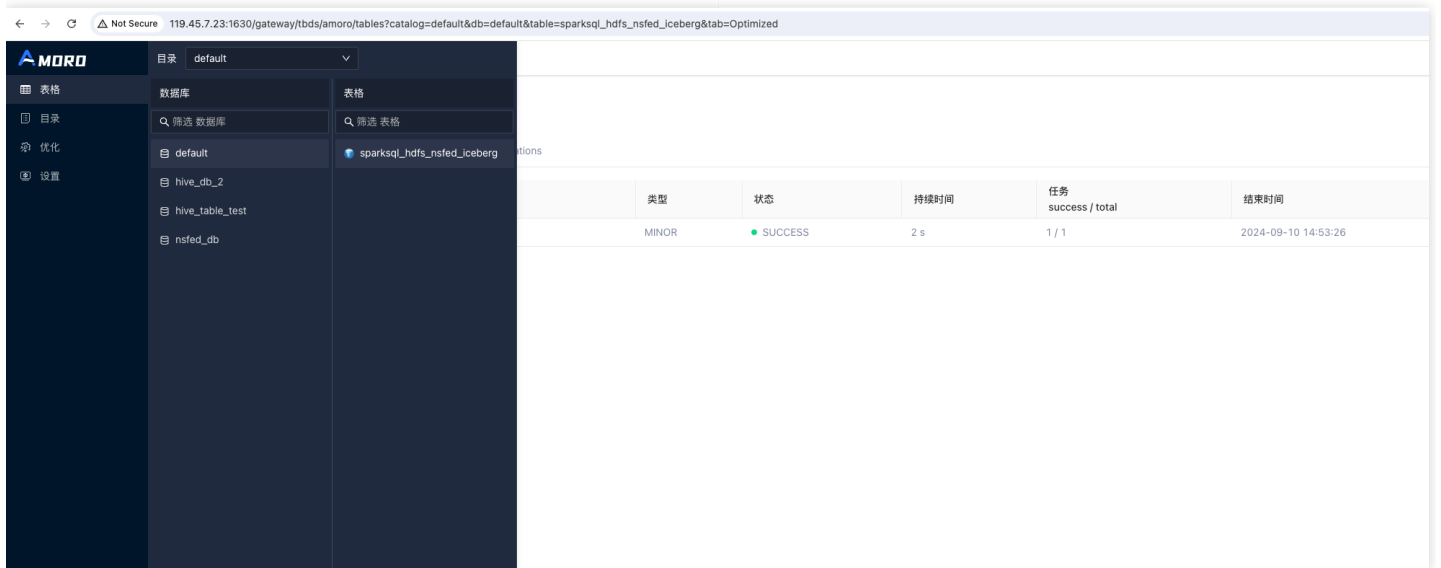 Not Secure 119.45.7.23:1630/gateway/tbds/amoro/tables?catalog=default&db=default&table=sparksql_hdfs_nsfed_iceberg&tab=Optimized
AMORO
目录 default
表格
目录
优化
设置
数据库
筛选 数据库
default
hive_db_2
hive_table_test
nsfed_db
表格
筛选 表格
sparksql_hdfs_nsfed_iceberg
类型 状态 持续时间 任务 结束时间
success / total
MINOR SUCCESS 2 s 1 / 1 2024-09-10 14:53:26